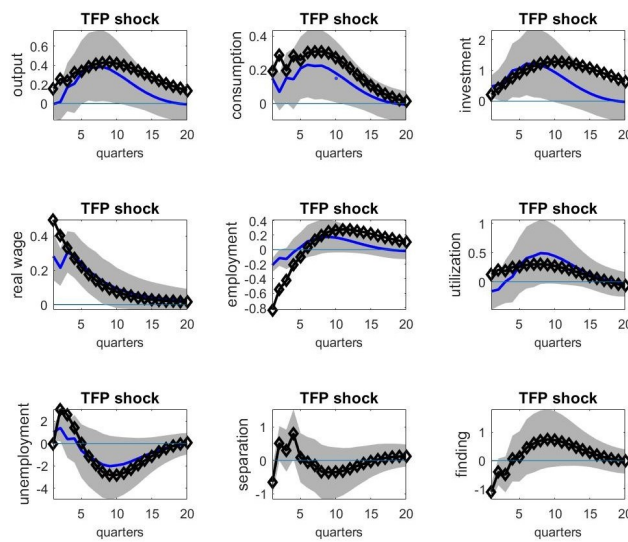 TFP shock TFP shock TFP shock
output
0.6
0.4
0.2
0
5 10 15 20
quarters
consumption
0.4
0.2
0
5 10 15 20
quarters
investment
2
1
0
5 10 15 20
quarters
TFP shock TFP shock TFP shock
real wage
0.4
0.2
0
5 10 15 20
quarters
employment
0.4
0.2
0
-0.2
-0.4
-0.6
-0.8
5 10 15 20
quarters
utilization
1
0.5
0
5 10 15 20
quarters
TFP shock TFP shock TFP shock
unemployment
2
0
-2
-4
5 10 15 20
quarters
separation
1
0
-1
5 10 15 20
quarters
finding
1
0
-1
5 10 15 20
quarters